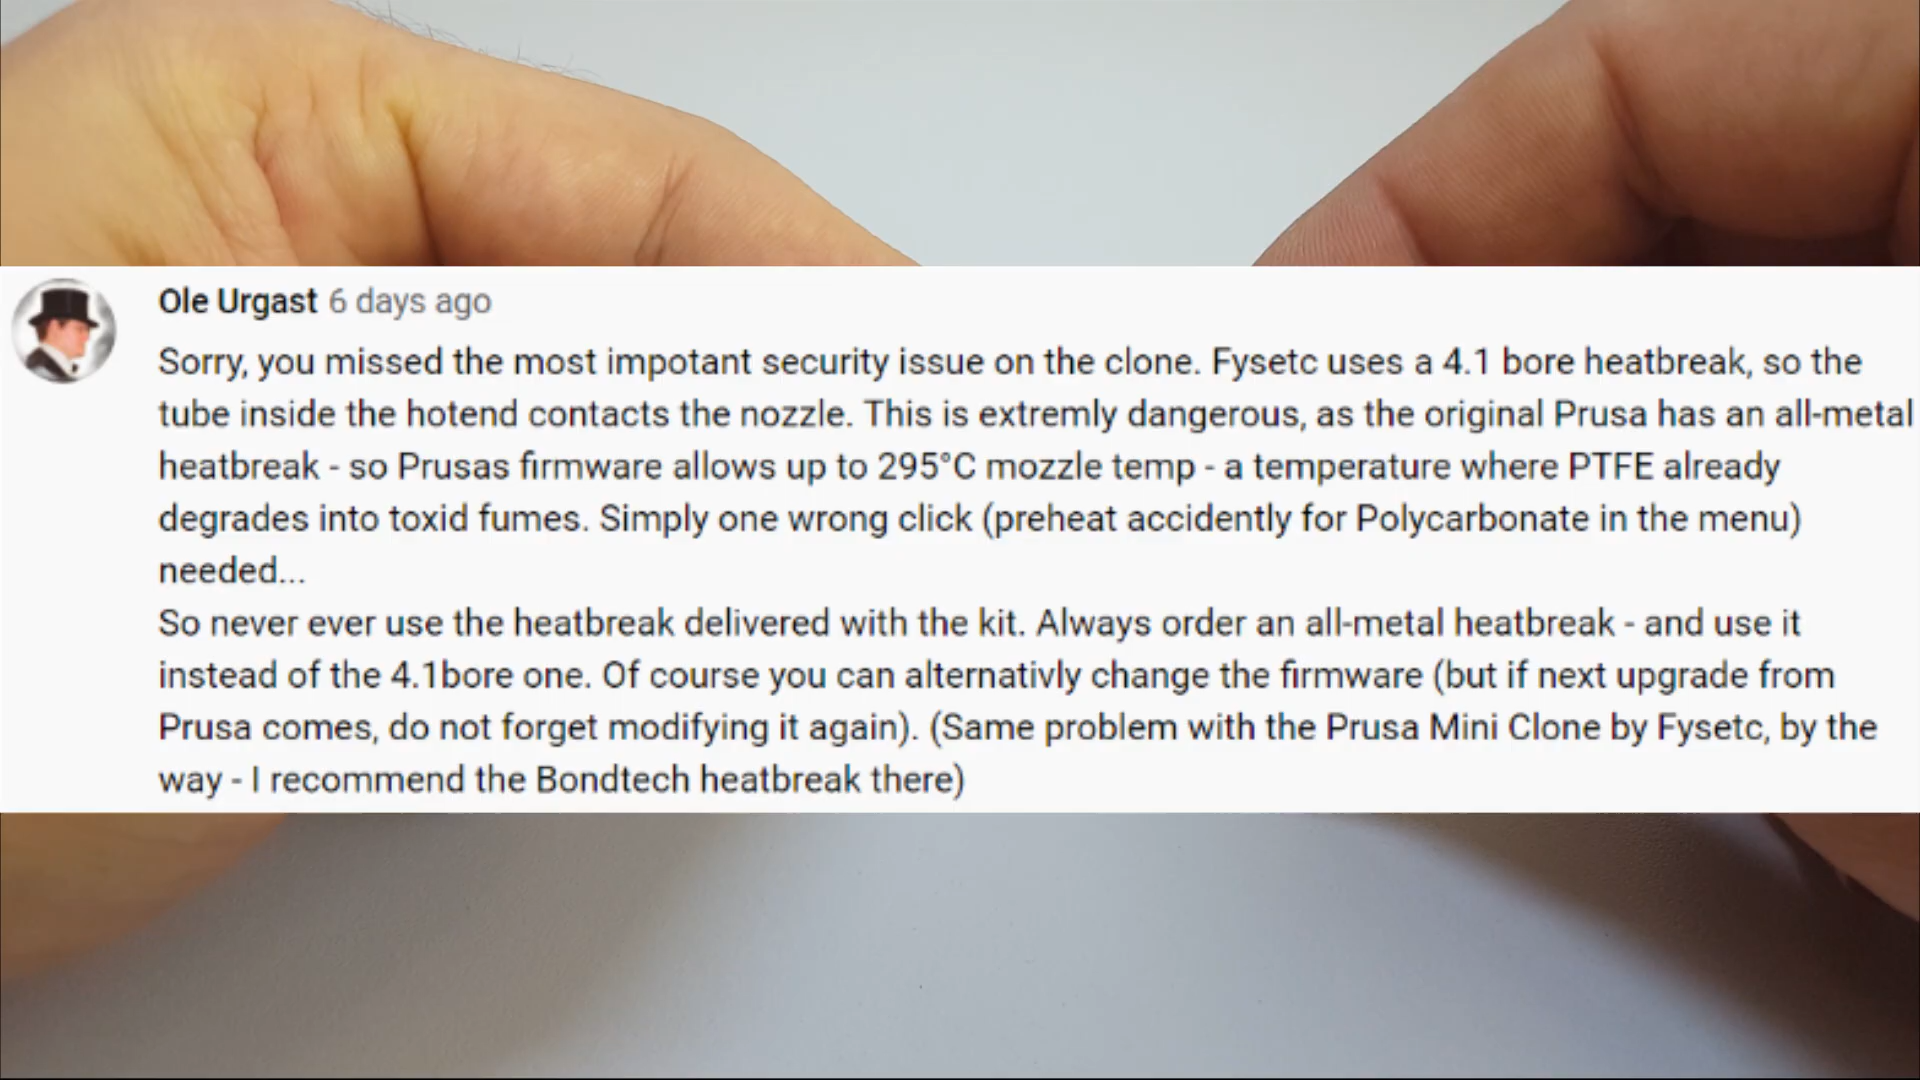 Ole Urgast 6 days ago
Sorry, you missed the most impotant security issue on the clone. Fysetc uses a 4.1 bore heatbreak, so the
tube inside the hotend contacts the nozzle. This is extremly dangerous, as the original Prusa has an all-metal
heatbreak - so Prusas firmware allows up to 295°C mozzle temp - a temperature where PTFE already
degrades into toxid fumes. Simply one wrong click (preheat accidently for Polycarbonate in the menu)
needed...
So never ever use the heatbreak delivered with the kit. Always order an all-metal heatbreak - and use it
instead of the 4.1bore one. Of course you can alternativly change the firmware (but if next upgrade from
Prusa comes, do not forget modifying it again). (Same problem with the Prusa Mini Clone by Fysetc, by the
way - I recommend the Bondtech heatbreak there)